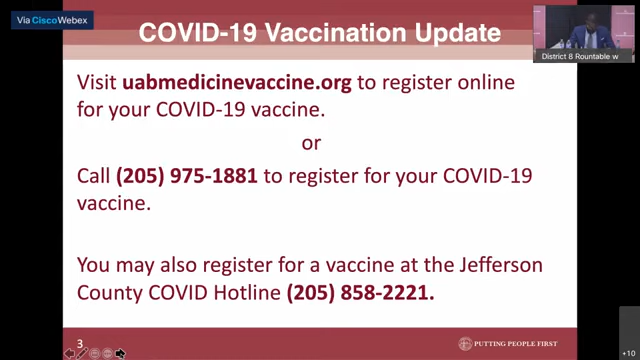 Via Cisco Webex
COVID-19 Vaccination Update
District 8 Roundtable w
Visit uabmedicinevaccine.org to register online
for your COVID-19 vaccine.
or
Call (205) 975-1881 to register for your COVID-19
vaccine.
You may also register for a vaccine at the Jefferson
County COVID Hotline (205) 858-2221.
3
PUTTING PEOPLE FIRST
+10